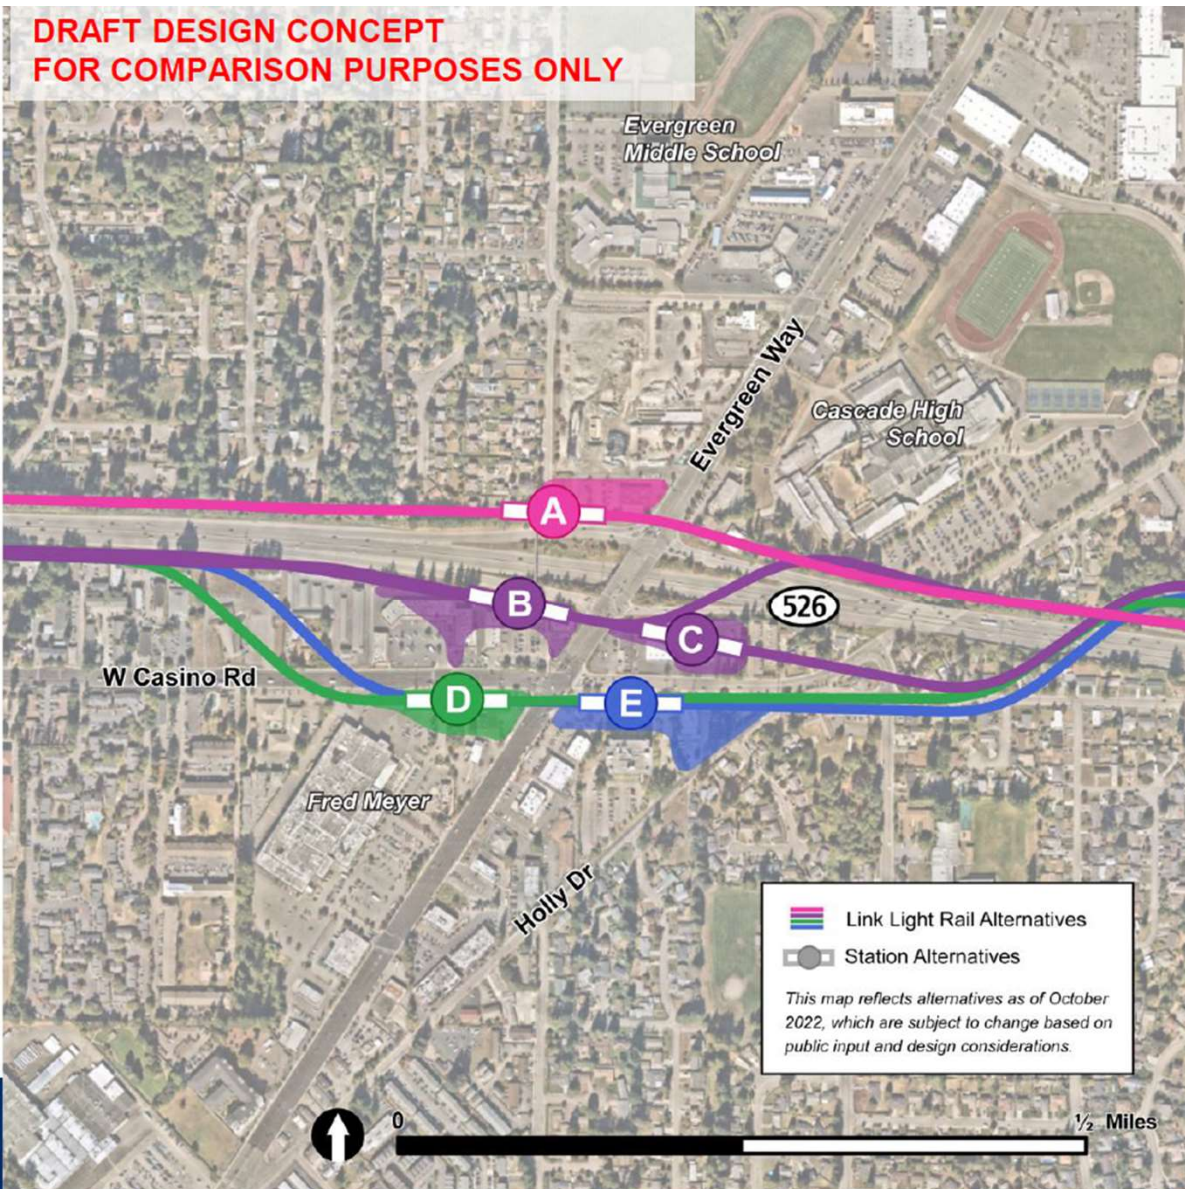 DRAFT DESIGN CONCEPT
FOR COMPARISON PURPOSES ONLY
Evergreen
Middle School
Evergreen Way
Cascade High
School
A
B
526
C
W Casino Rd
D
E
Fred Meyer
Holly Dr
Link Light Rail Alternatives
Station Alternatives
This map reflects alternatives as of October
2022, which are subject to change based on
public input and design considerations.
0
½ Miles